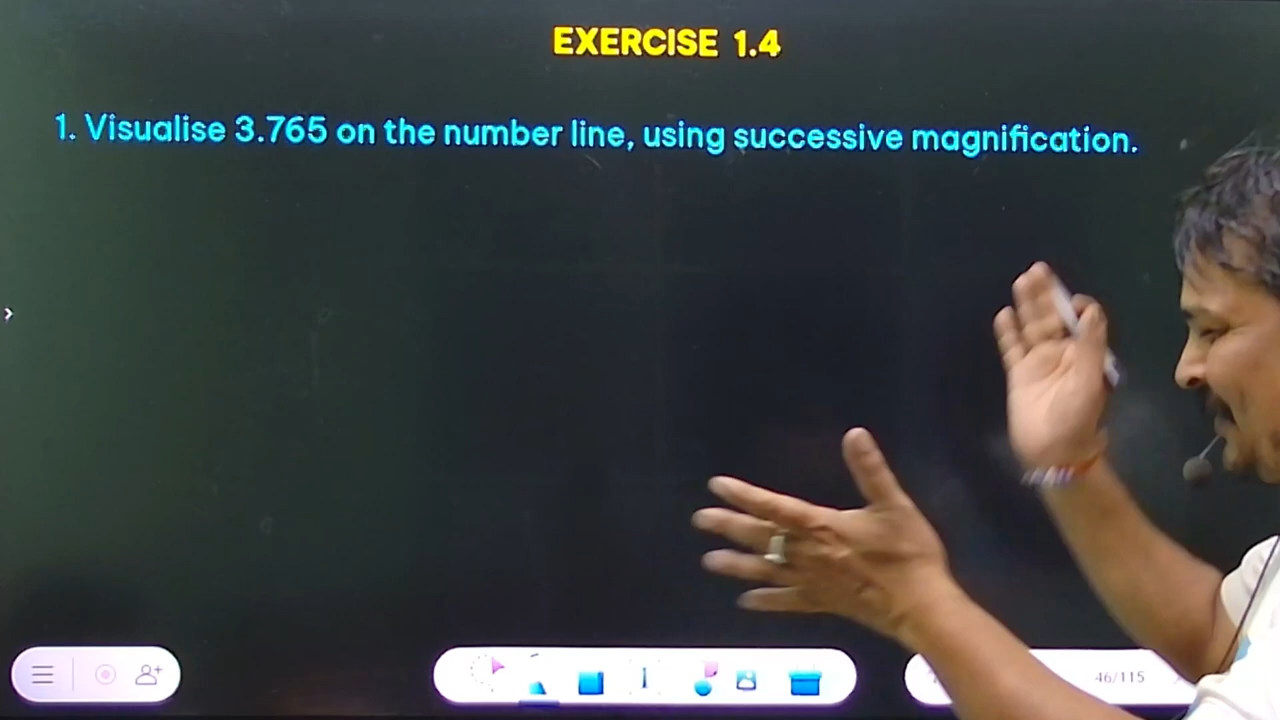 EXERCISE 1.4
1. Visualise 3.765 on the number line, using successive magnification.
46/115